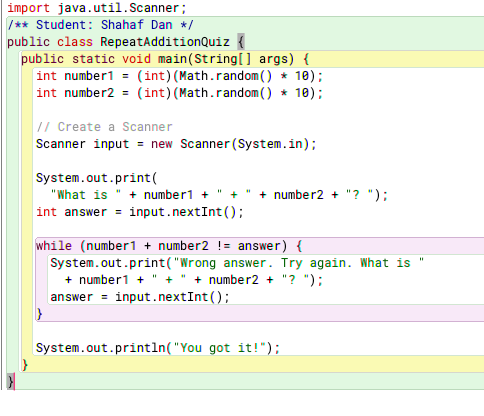 import java.util.Scanner;
/** Student: Shahaf Dan */
public class RepeatAdditionQuiz {
public static void main(String[] args) {
int number1 = (int)(Math.random() * 10);
int number2 = (int)(Math.random() * 10);
// Create a Scanner
Scanner input = new Scanner(System.in);
System.out.print(
"What is " + number1 + " + " + number2 + "? ");
int answer = input.nextInt();
while (number1 + number2 != answer) {
System.out.print("Wrong answer. Try again. What is "
+ number1 + " + " + number2 + "? ");
answer = input.nextInt();
}
System.out.println("You got it!");
}
}